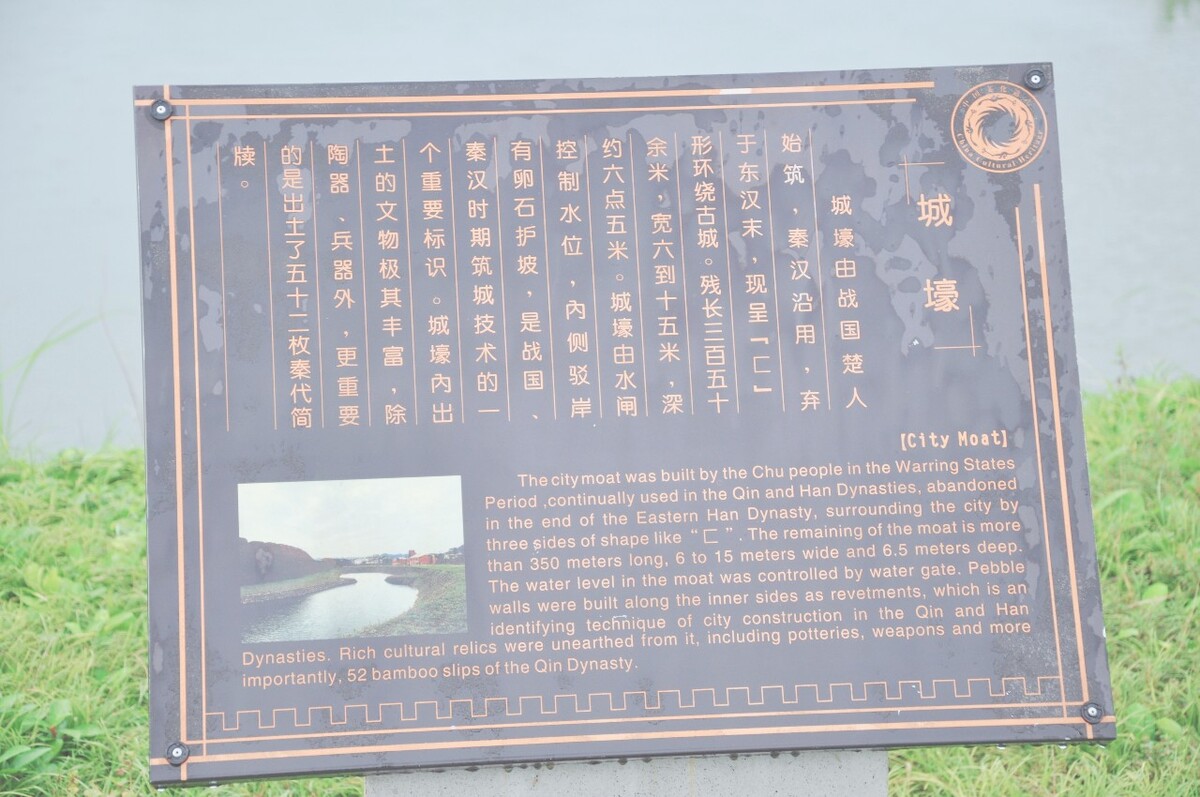 中国文化遗产
China Cultural Heritage
城壕
城壕由战国楚人
始筑，秦汉沿用，弃
于东汉末，现呈『匚』
形环绕古城。残长三百五十
余米，宽六到十五米，深
约六点五米。城壕由水闸
控制水位，内侧驳岸
有卵石护坡，是战国、
秦汉时期筑城技术的一
个重要标识。城壕内出
土的文物极其丰富，除
陶器、兵器外，更重要
的是出土了五十二枚秦代简
牍。
[City Moat]
The city moat was built by the Chu people in the Warring States
Period ,continually used in the Qin and Han Dynasties, abandoned
in the end of the Eastern Han Dynasty, surrounding the city by
three sides of shape like “匚”. The remaining of the moat is more
than 350 meters long, 6 to 15 meters wide and 6.5 meters deep.
The water level in the moat was controlled by water gate. Pebble
walls were built along the inner sides as revetments, which is an
identifying technique of city construction in the Qin and Han
Dynasties. Rich cultural relics were unearthed from it, including potteries, weapons and more
importantly, 52 bamboo slips of the Qin Dynasty.